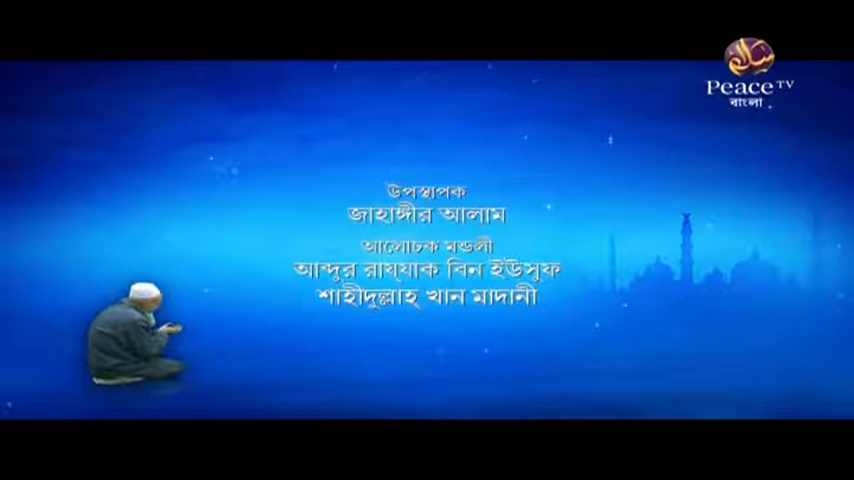 Peace TV
বাংলা
উপস্থাপক
জাহাঙ্গীর আলাম
আলোচক মন্ডলী
আব্দুর রায্‌যাক বিন ইউসুফ
শাহীদুল্লাহ্ খান মাদানী